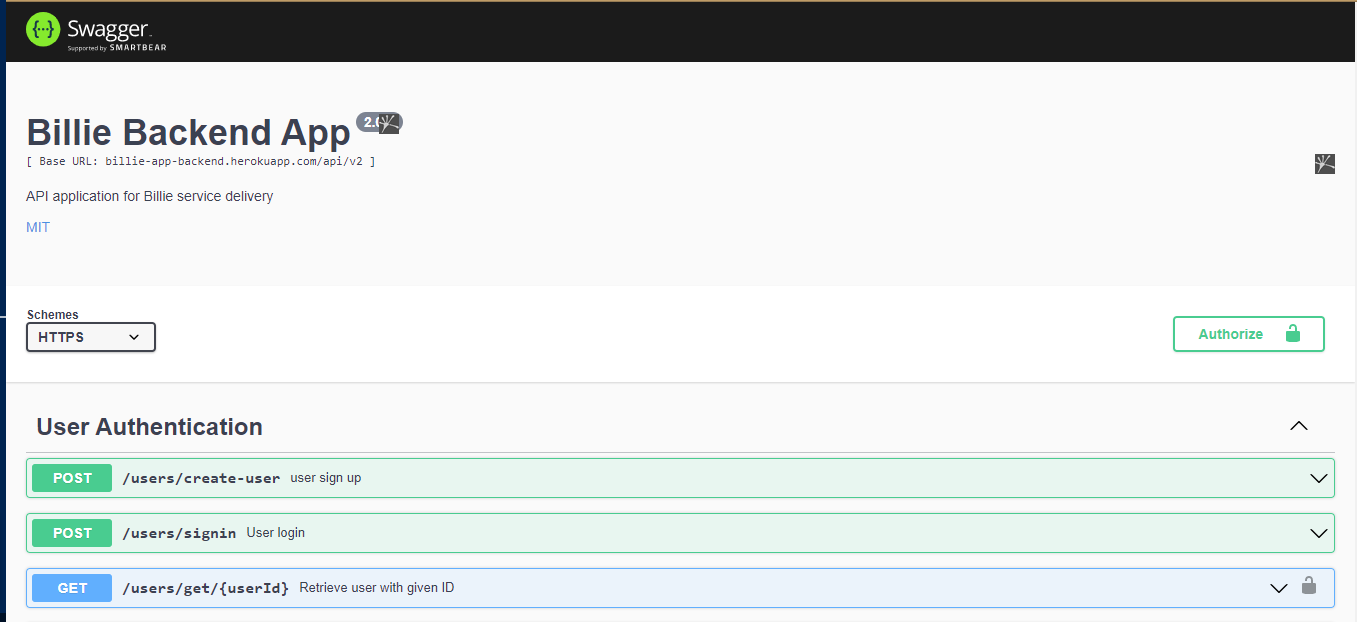 Swagger
Supported by SMARTBEAR
Billie Backend App
[ Base URL: billie-app-backend.herokuapp.com/api/v2 ]
API application for Billie service delivery
MIT
Schemes
HTTPS
Authorize
User Authentication
POST /users/create-user user sign up
POST /users/signin User login
GET /users/get/{userId} Retrieve user with given ID